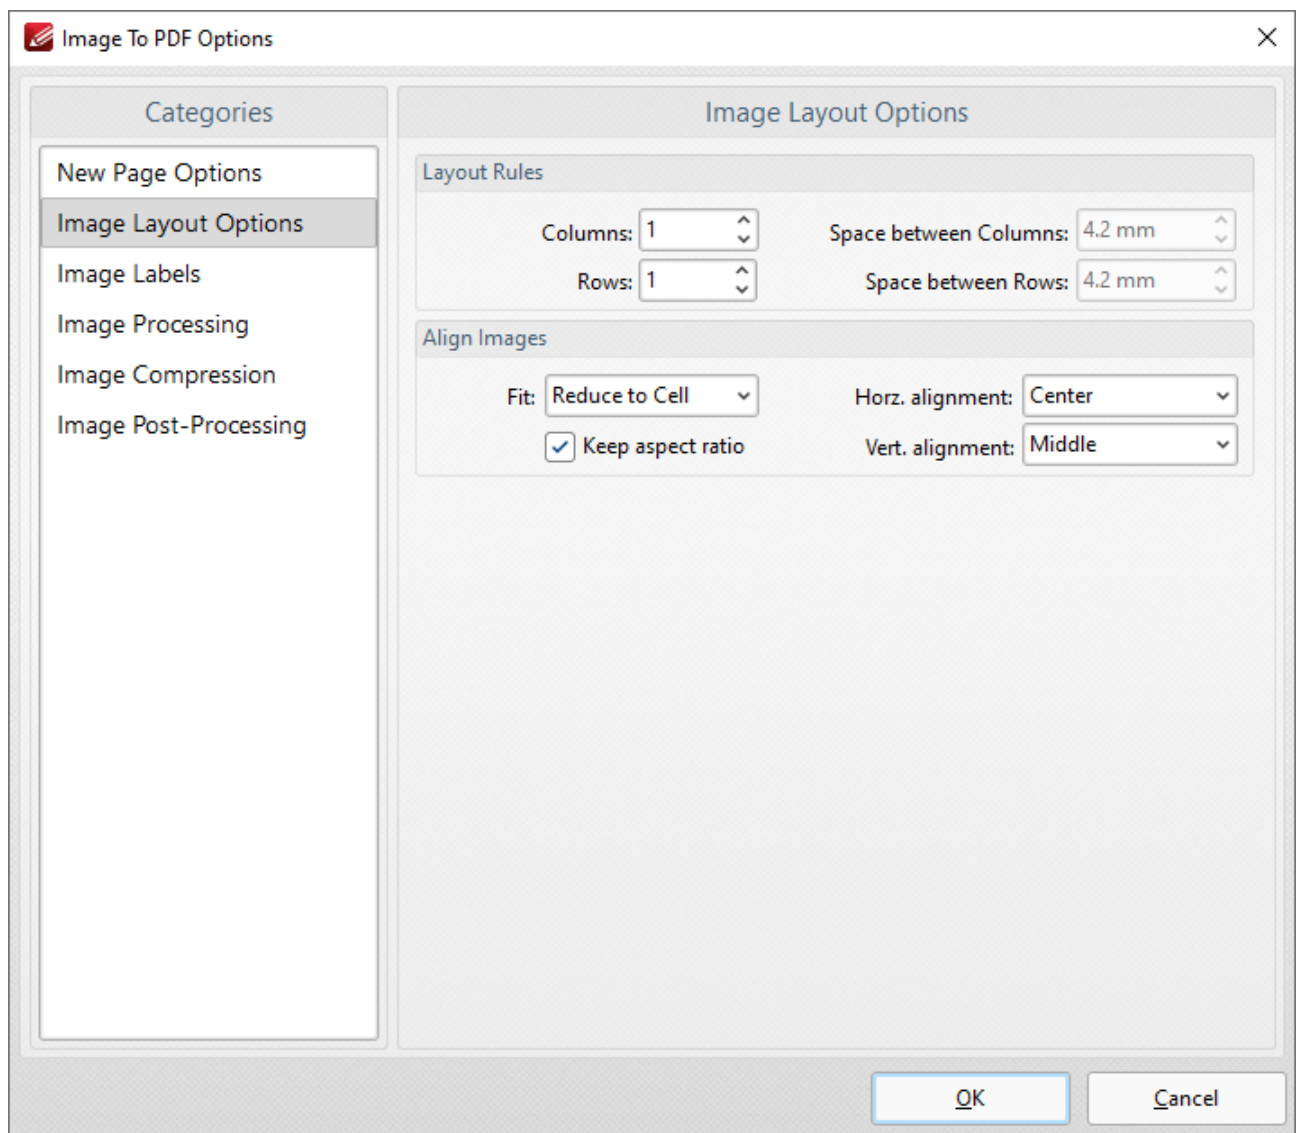 Image To PDF Options
Categories
New Page Options
Image Layout Options
Image Labels
Image Processing
Image Compression
Image Post-Processing
Image Layout Options
Layout Rules
Columns: 1 Space between Columns: 4.2 mm
Rows: 1 Space between Rows: 4.2 mm
Align Images
Fit: Reduce to Cell Horz. alignment: Center
Keep aspect ratio Vert. alignment: Middle
OK Cancel